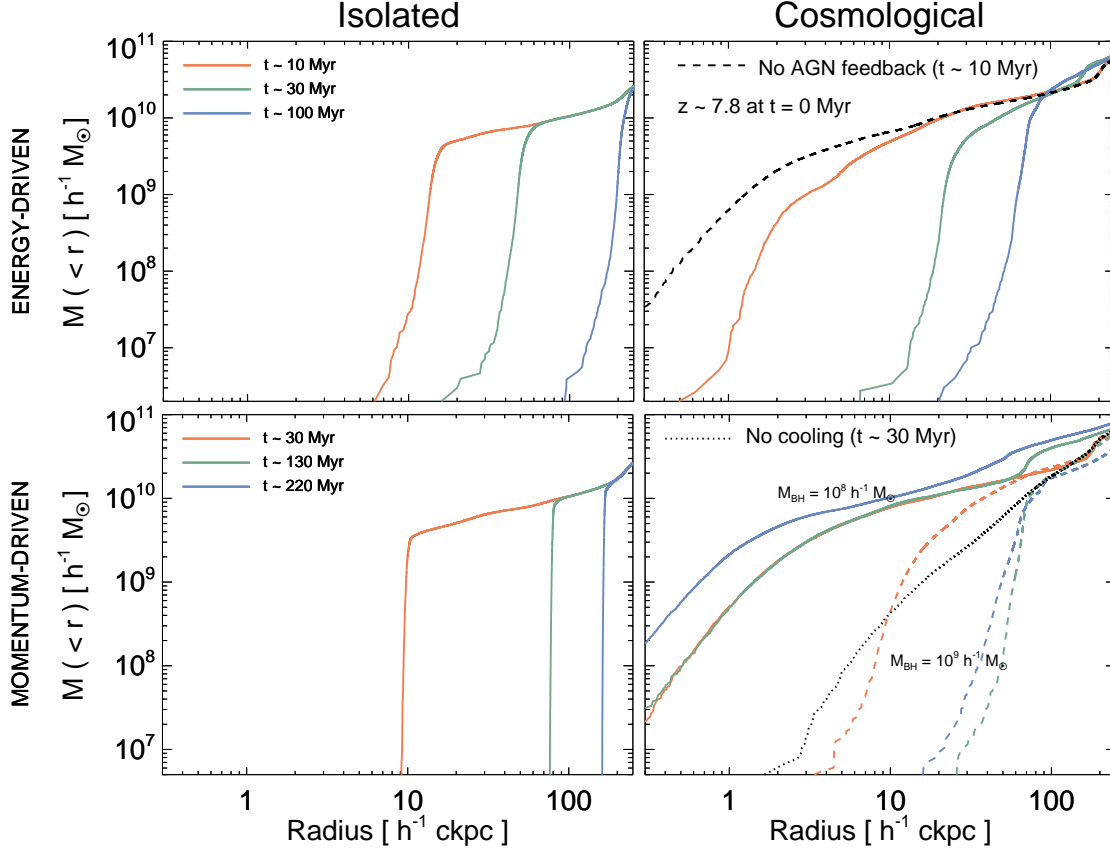 Isolated
Cosmological
ENERGY-DRIVEN
M ( < r ) [ h⁻¹ M☉ ]
10¹¹
10¹⁰
10⁹
10⁸
10⁷
t ~ 10 Myr
t ~ 30 Myr
t ~ 100 Myr
No AGN feedback (t ~ 10 Myr)
z ~ 7.8 at t = 0 Myr
MOMENTUM-DRIVEN
M ( < r ) [ h⁻¹ M☉ ]
10¹¹
10¹⁰
10⁹
10⁸
10⁷
t ~ 30 Myr
t ~ 130 Myr
t ~ 220 Myr
No cooling (t ~ 30 Myr)
M_BH = 10⁸ h⁻¹ M☉
M_BH = 10⁹ h⁻¹ M☉
1 10 100
1 10 100
Radius [ h⁻¹ ckpc ]
Radius [ h⁻¹ ckpc ]